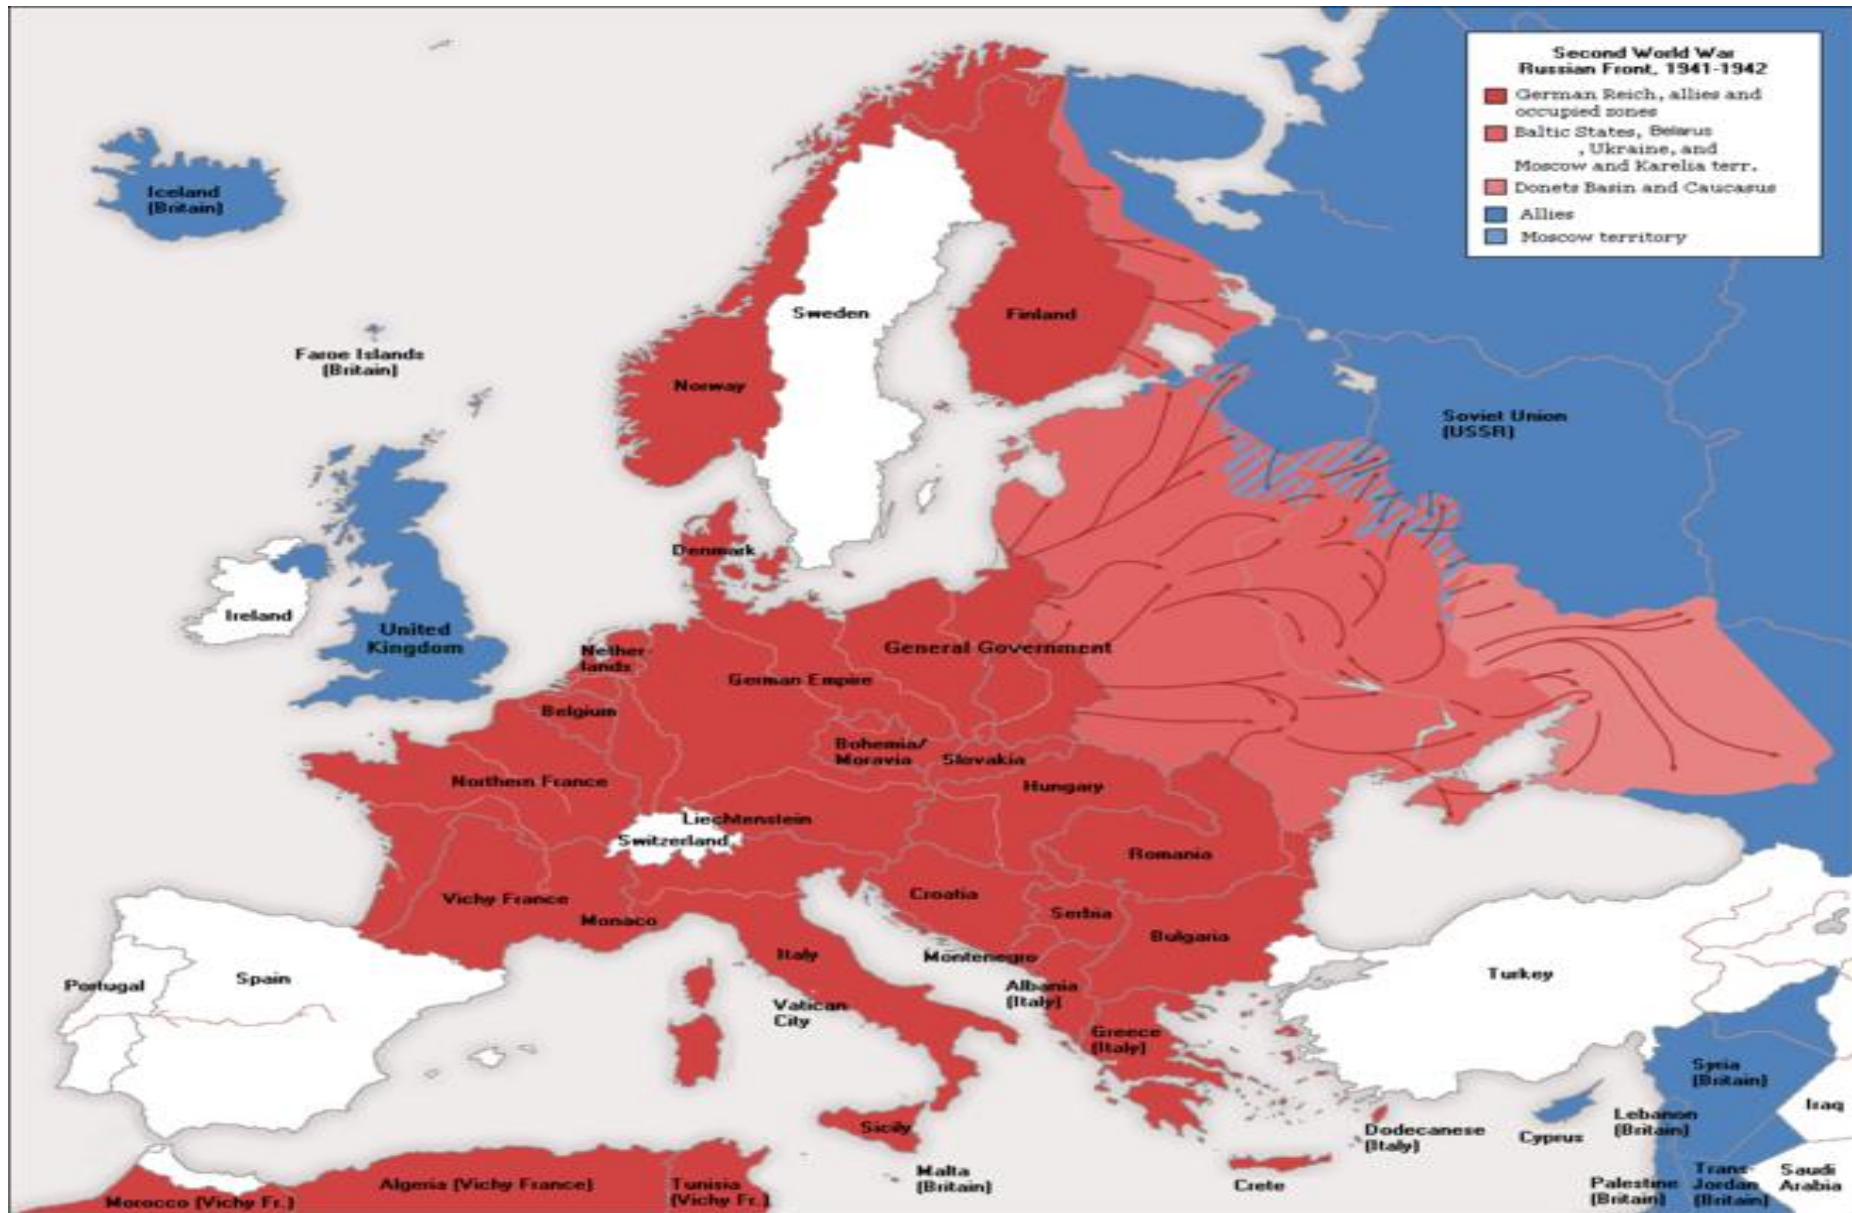 Second World War
Russian Front, 1941-1942
German Reich, allies and
occupied zones
Baltic States, Belarus
, Ukraine, and
Moscow and Karelia terr.
Donets Basin and Caucasus
Allies
Moscow territory
Iceland
(Britain)
Faroe Islands
(Britain)
Sweden
Finland
Norway
Soviet Union
(USSR)
Denmark
Ireland
United
Kingdom
Nether-
lands
General Government
German Empire
Belgium
Bohemia/
Moravia
Slovakia
Northern France
Hungary
Liechtenstein
Switzerland
Romania
Vichy France
Croatia
Monaco
Serbia
Bulgaria
Italy
Montenegro
Portugal
Spain
Turkey
Albania
(Italy)
Vatican
City
Greece
(Italy)
Syria
(Britain)
Iraq
Sicily
Dodecanese
(Italy)
Cyprus
Lebanon
(Britain)
Malta
(Britain)
Crete
Palestine
(Britain)
Trans-
Jordan
(Britain)
Saudi
Arabia
Morocco (Vichy Fr.)
Algeria (Vichy France)
Tunisia
(Vichy Fr.)